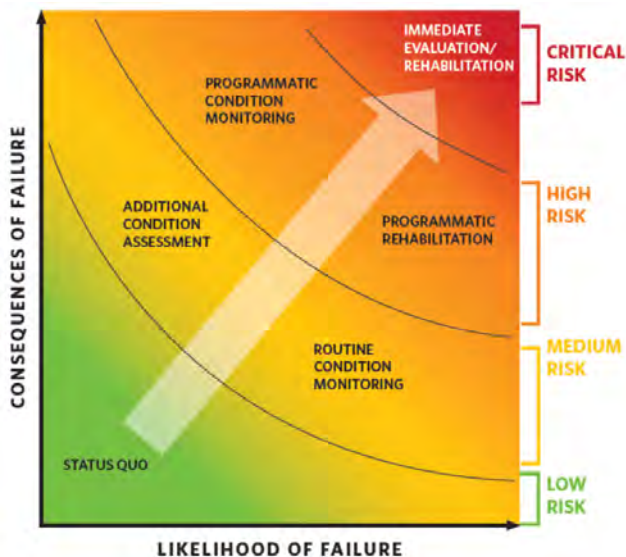 IMMEDIATE
EVALUATION/
REHABILITATION
CRITICAL
RISK
PROGRAMMATIC
CONDITION
MONITORING
HIGH
RISK
ADDITIONAL
CONDITION
ASSESSMENT
PROGRAMMATIC
REHABILITATION
MEDIUM
RISK
ROUTINE
CONDITION
MONITORING
STATUS QUO
LOW
RISK
CONSEQUENCES OF FAILURE
LIKELIHOOD OF FAILURE